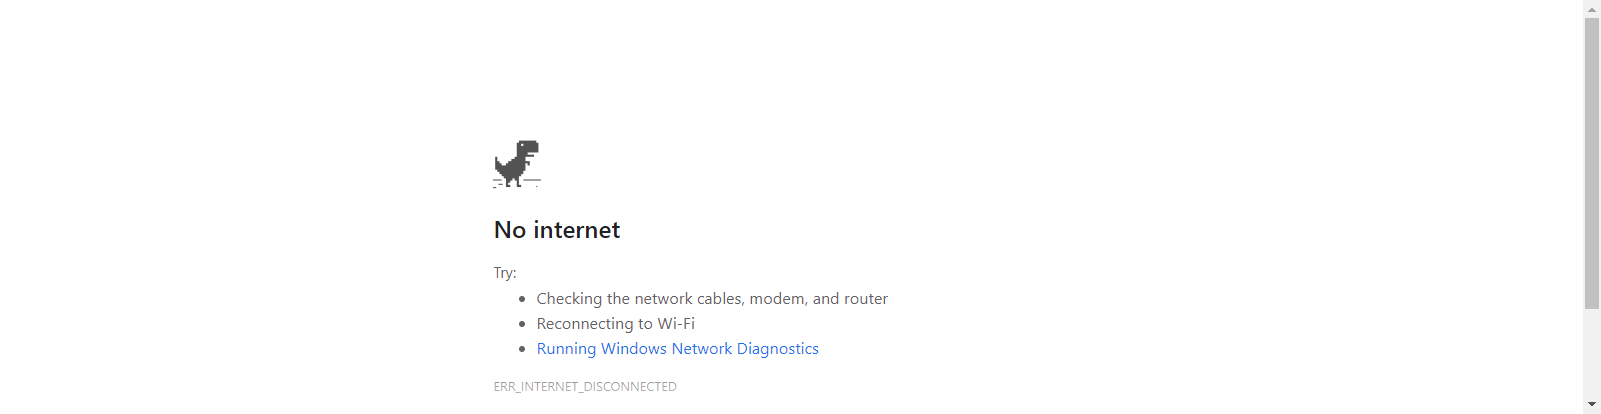 No internet
Try:
Checking the network cables, modem, and router
Reconnecting to Wi-Fi
Running Windows Network Diagnostics
ERR_INTERNET_DISCONNECTED